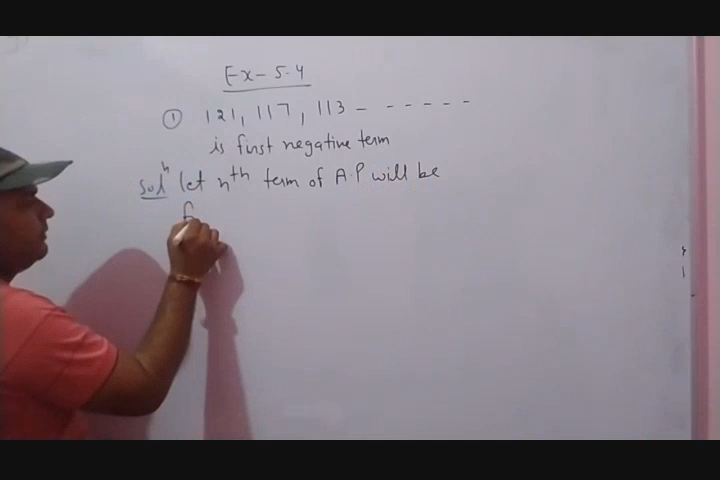 Ex - 5.4
① 121, 117, 113 - - - - - -
is first negative term
Solⁿ let nᵗʰ term of A.P will be
f